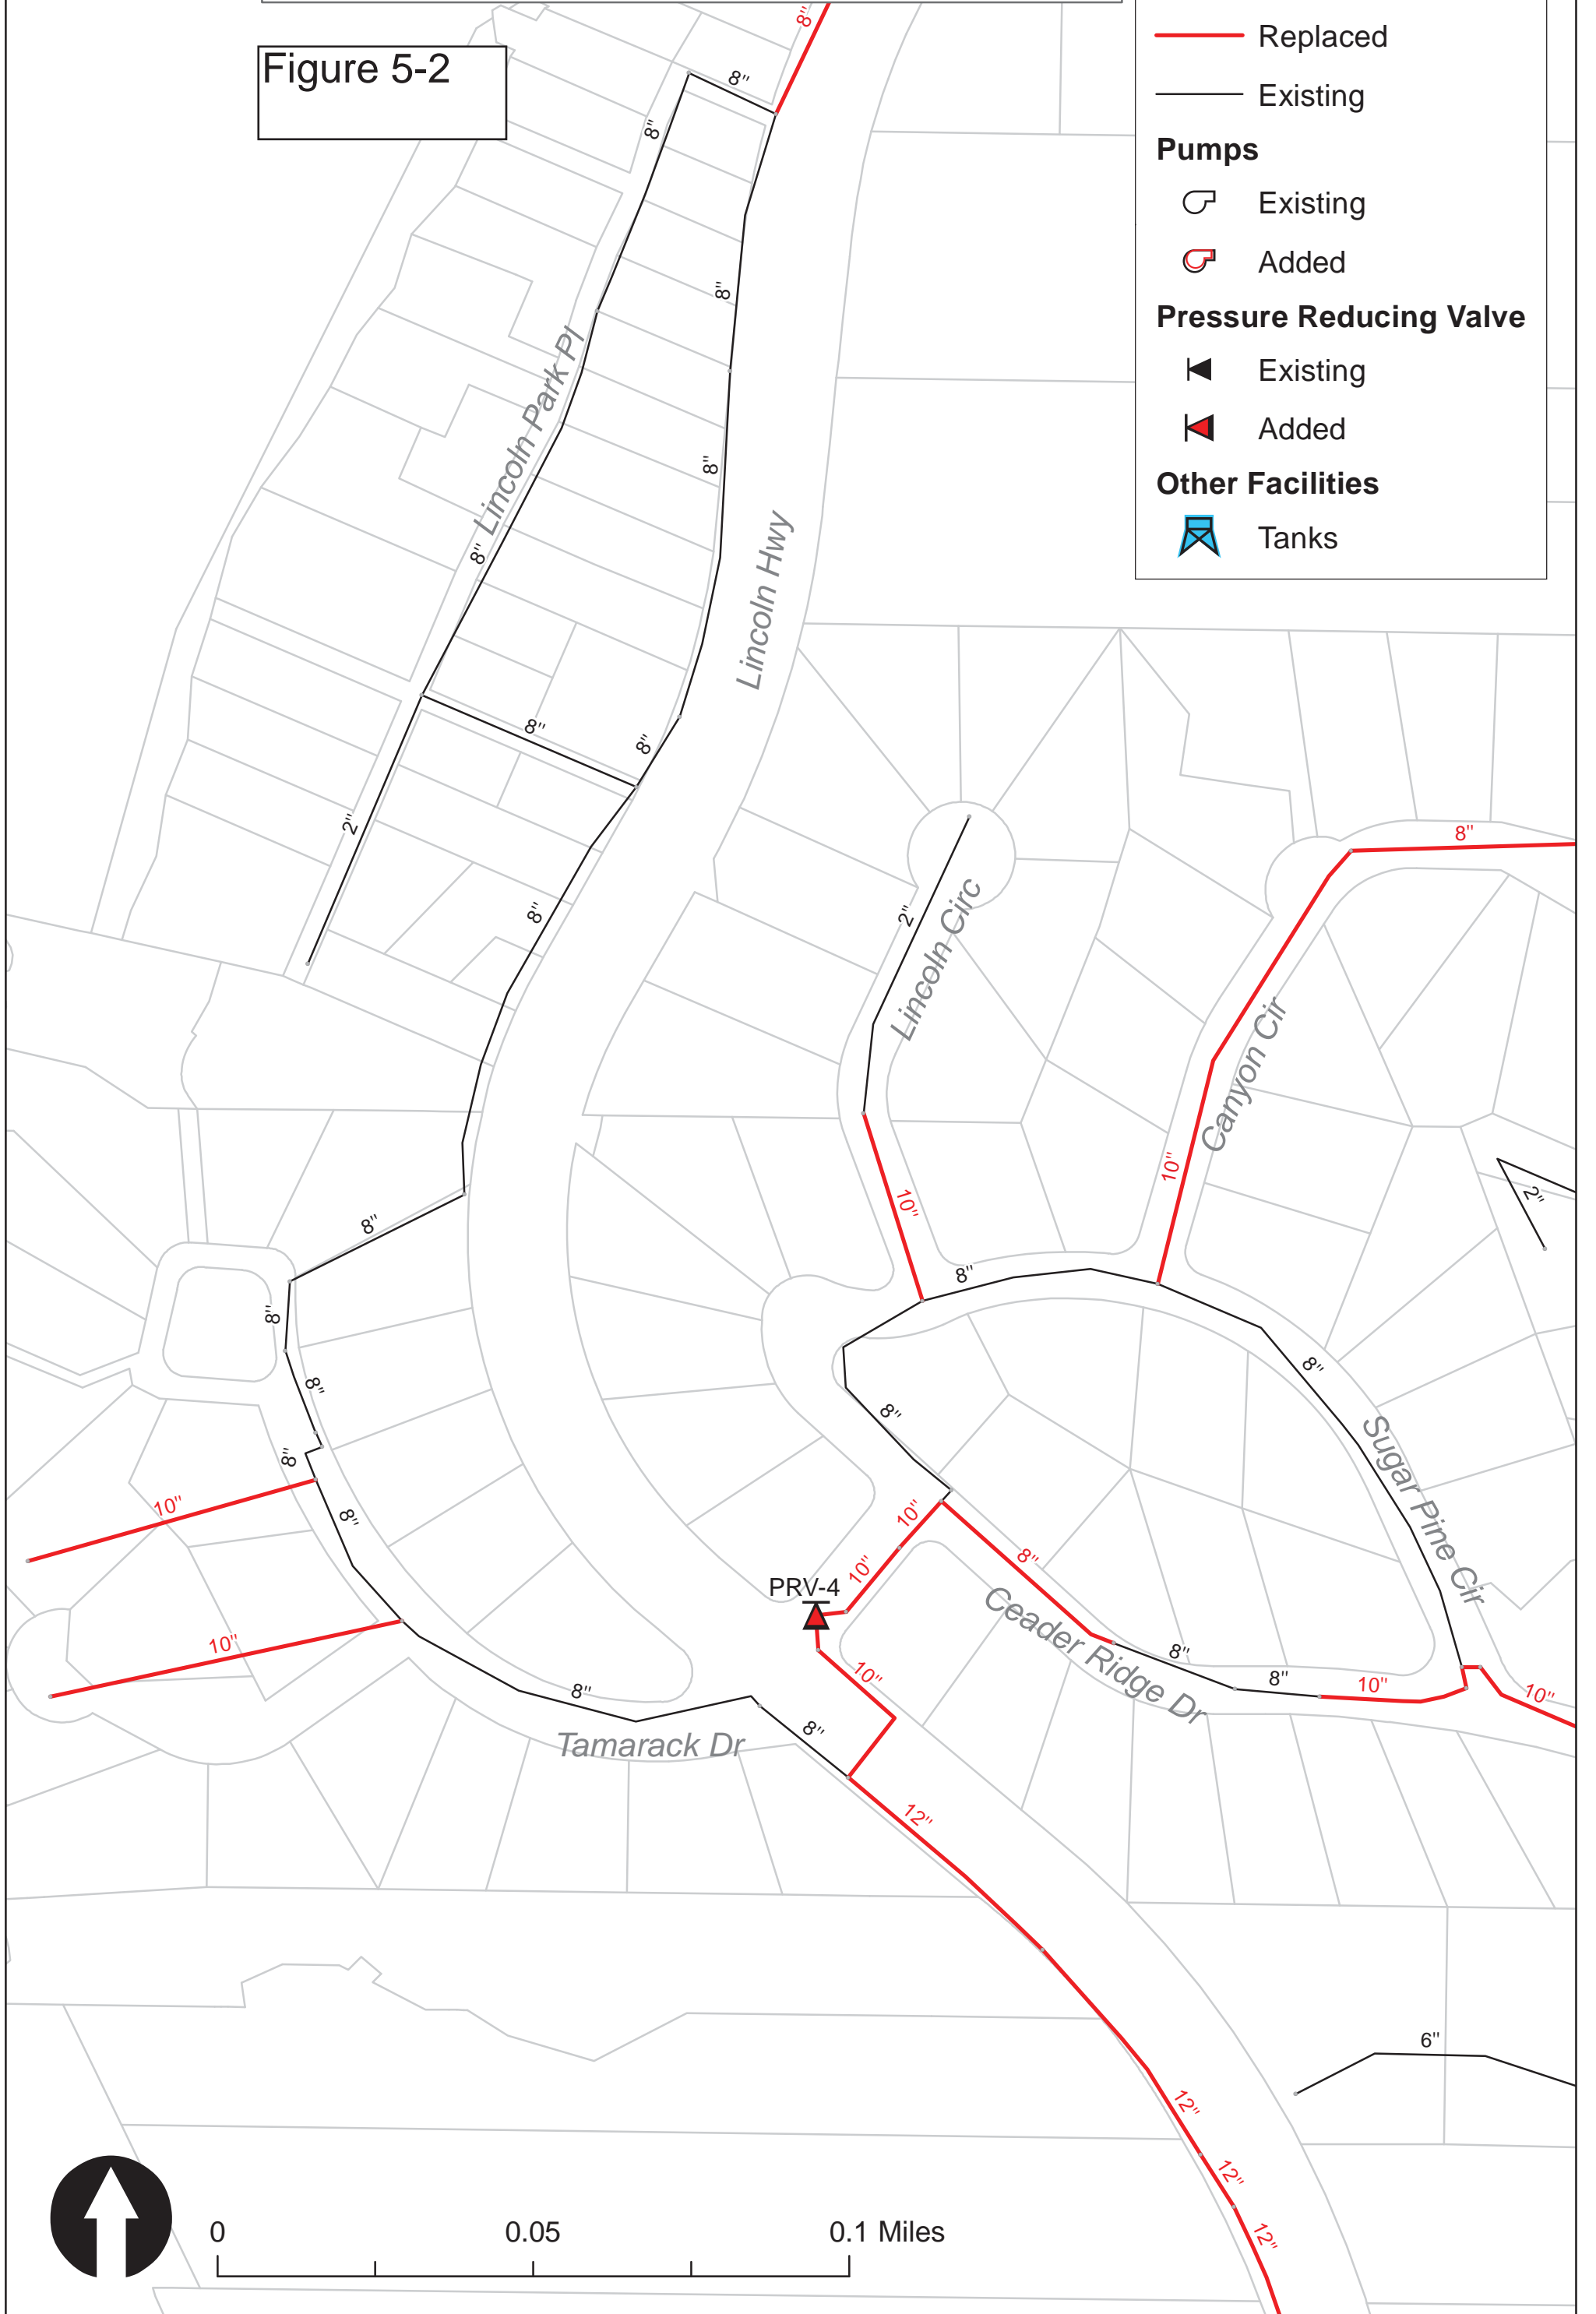 Figure 5-2
Replaced
Existing
Pumps
Existing
Added
Pressure Reducing Valve
Existing
Added
Other Facilities
Tanks
8"
8"
8"
8"
Lincoln Park Pl
8"
8"
Lincoln Hwy
8"
8"
2"
8"
8"
2"
Lincoln Circ
8"
Canyon Cir
10"
10"
2"
8"
8"
8"
8"
8"
8"
8"
Sugar Pine Cir
10"
8"
10"
10"
8"
PRV-4
Ceader Ridge Dr
10"
8"
8"
10"
10"
10"
8"
Tamarack Dr
8"
12"
6"
12"
12"
12"
0
0.05
0.1 Miles